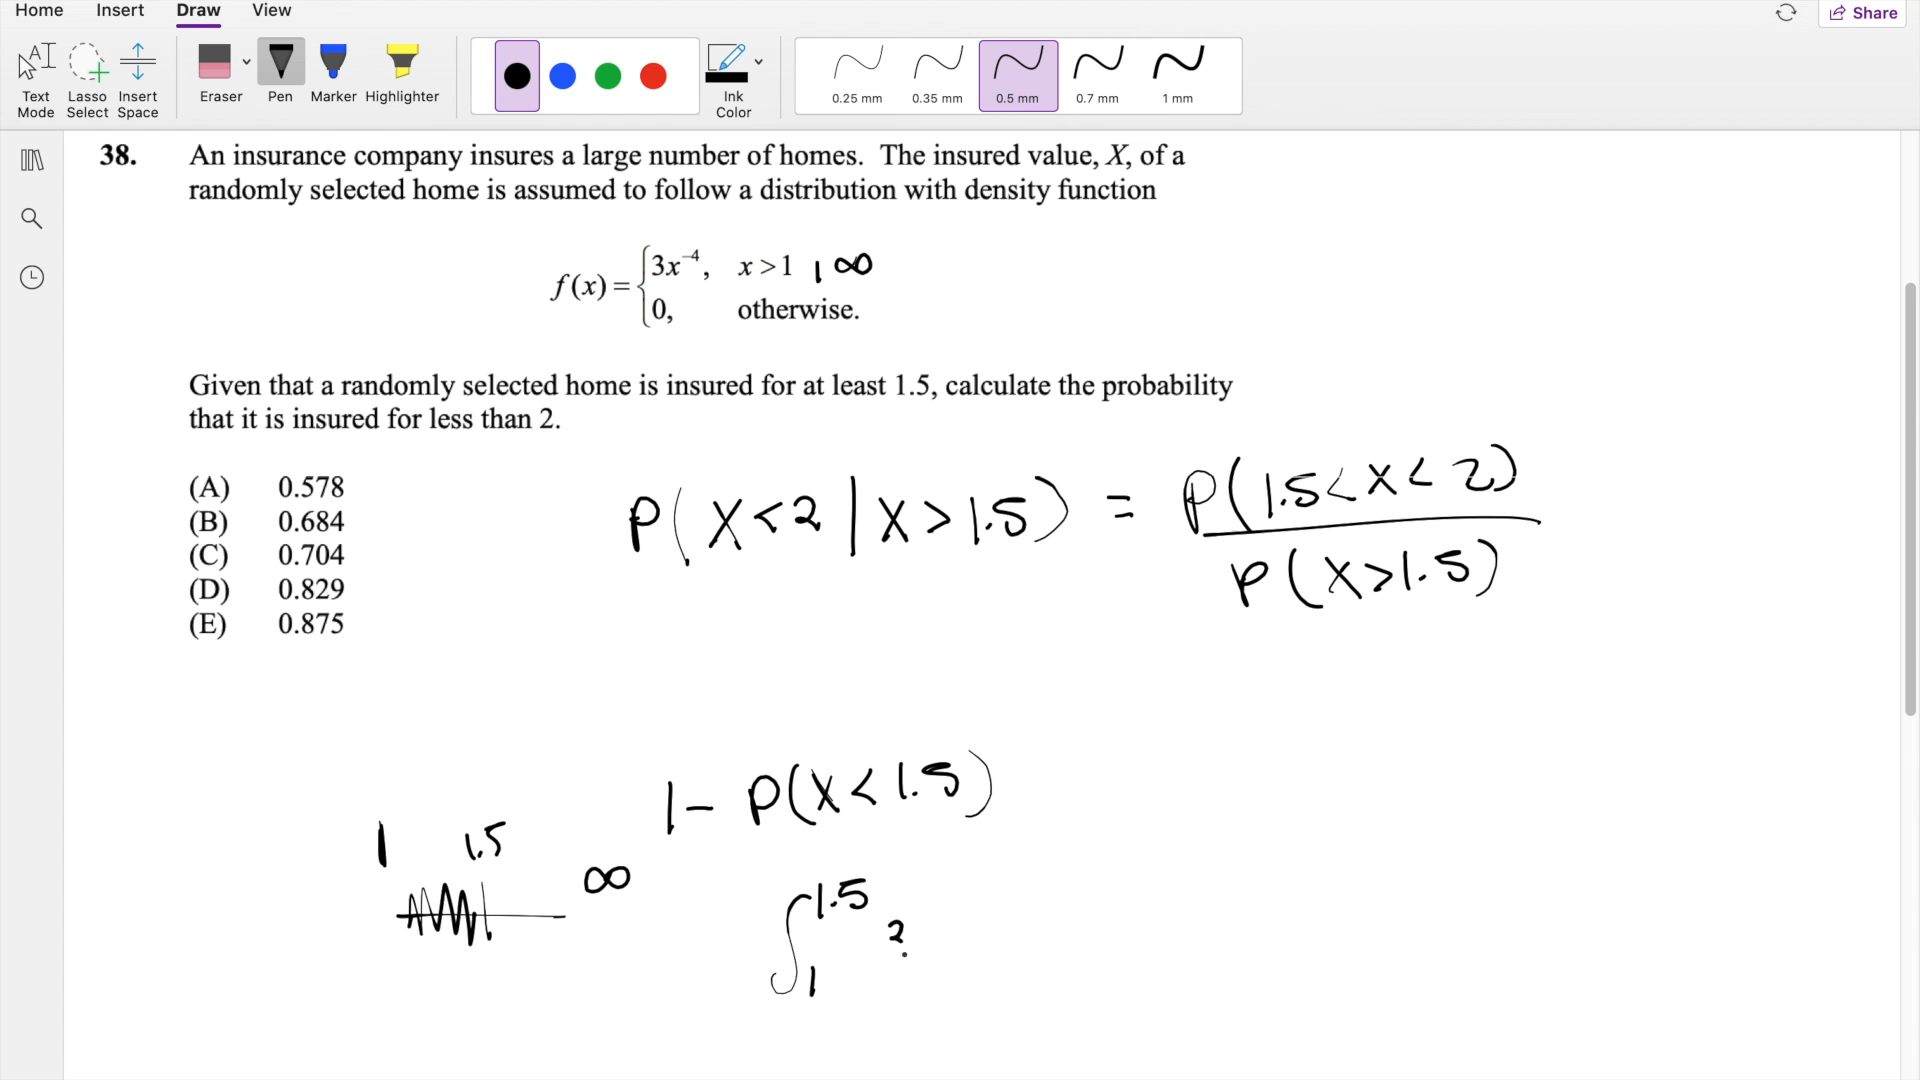 Home Insert Draw View Share
Text Mode Lasso Select Insert Space Eraser Pen Marker Highlighter Ink Color 0.25 mm 0.35 mm 0.5 mm 0.7 mm 1 mm
38. An insurance company insures a large number of homes. The insured value, X, of a
randomly selected home is assumed to follow a distribution with density function
f(x) = { 3x⁻⁴, x > 1 1 ∞
0, otherwise.
Given that a randomly selected home is insured for at least 1.5, calculate the probability
that it is insured for less than 2.
(A) 0.578
(B) 0.684
(C) 0.704
(D) 0.829
(E) 0.875
P(X<2|X>1.5) = P(1.5<X<2)
P(X>1.5)
1 - P(X<1.5)
1 1.5 ∞
∫ 1.5
1